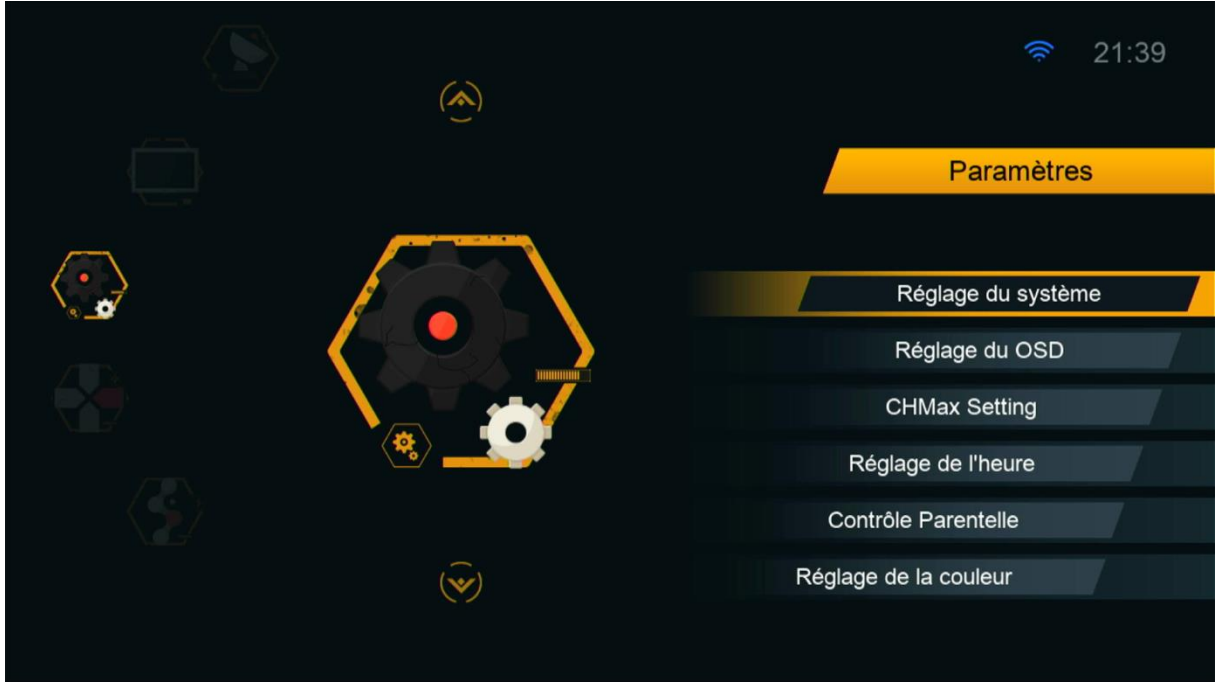 21:39
Paramètres
Réglage du système
Réglage du OSD
CHMax Setting
Réglage de l'heure
Contrôle Parentelle
Réglage de la couleur